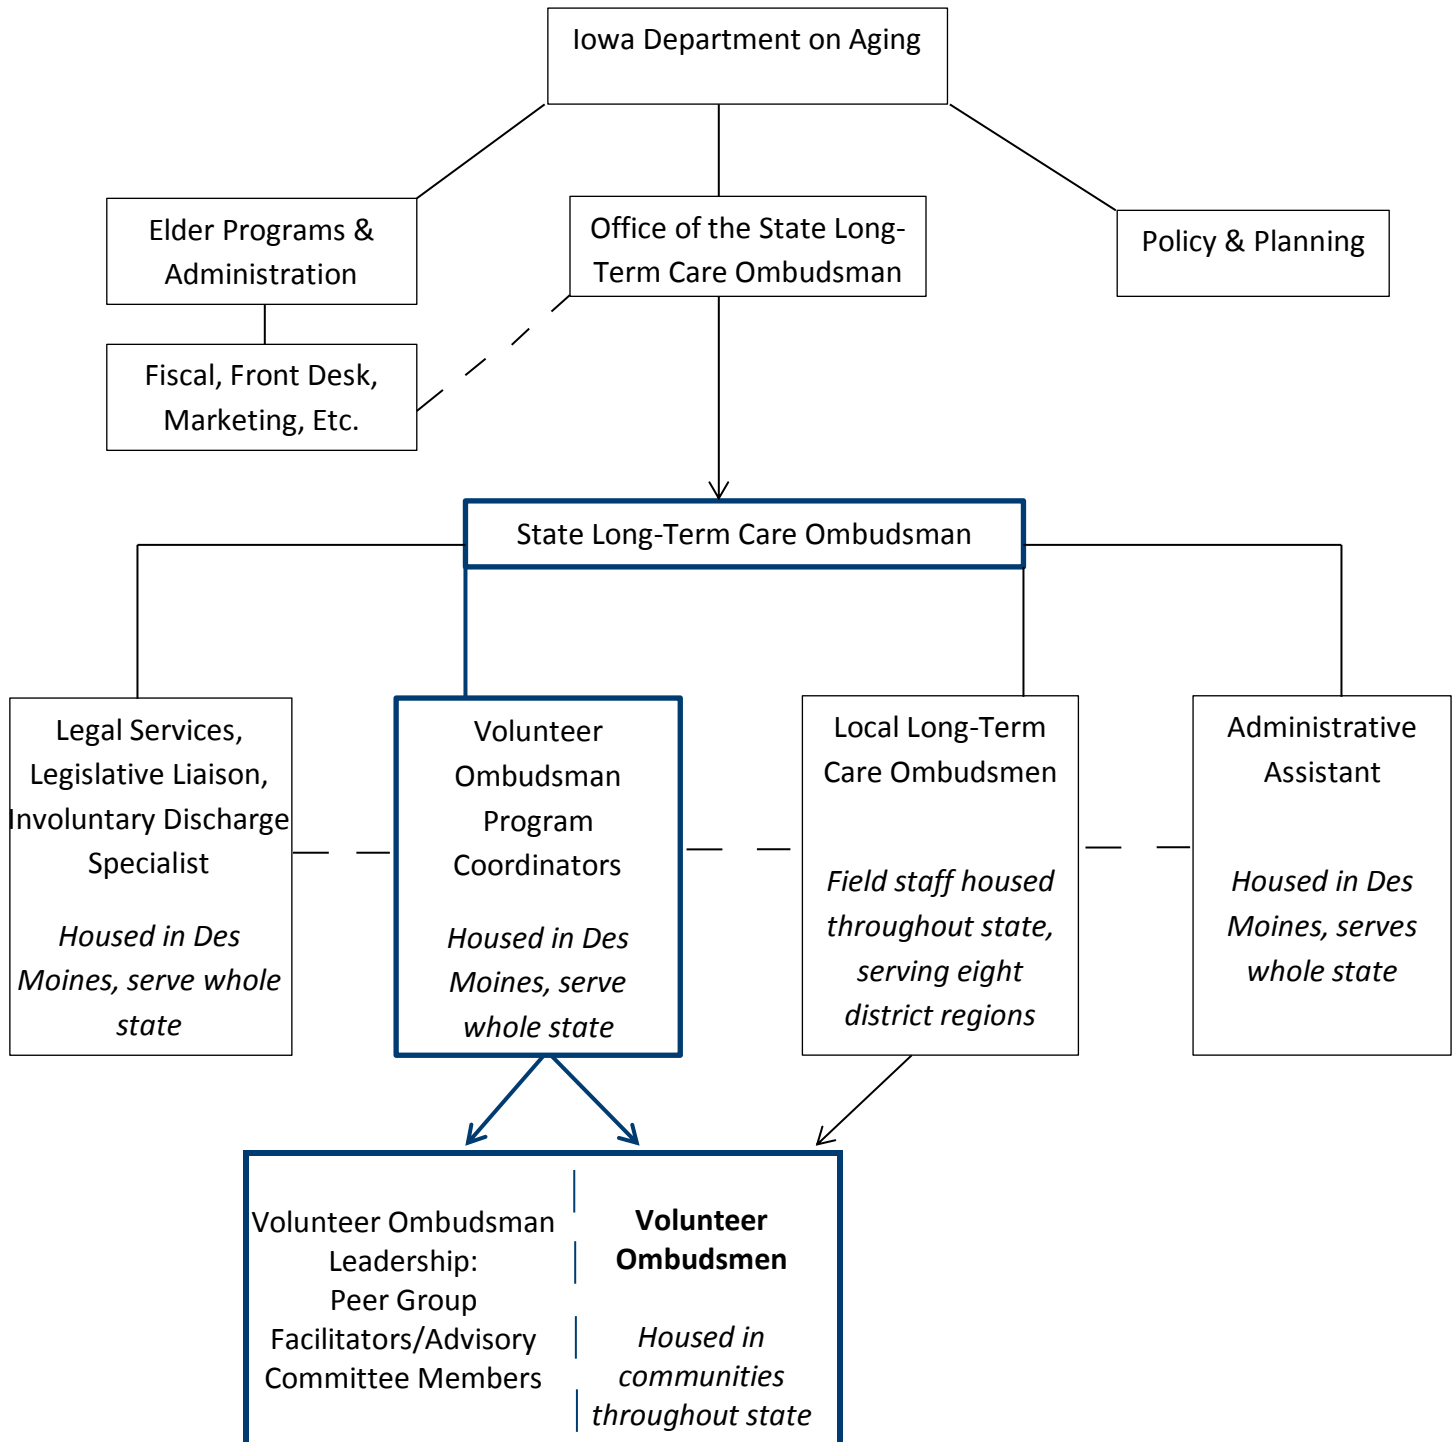 Iowa Department on Aging
Elder Programs &
Administration
Office of the State Long-
Term Care Ombudsman
Policy & Planning
Fiscal, Front Desk,
Marketing, Etc.
State Long-Term Care Ombudsman
Legal Services,
Legislative Liaison,
Involuntary Discharge
Specialist
Housed in Des
Moines, serve whole
state
Volunteer
Ombudsman
Program
Coordinators
Housed in Des
Moines, serve
whole state
Local Long-Term
Care Ombudsmen
Field staff housed
throughout state,
serving eight
district regions
Administrative
Assistant
Housed in Des
Moines, serves
whole state
Volunteer Ombudsman
Leadership:
Peer Group
Facilitators/Advisory
Committee Members
Volunteer
Ombudsmen
Housed in
communities
throughout state